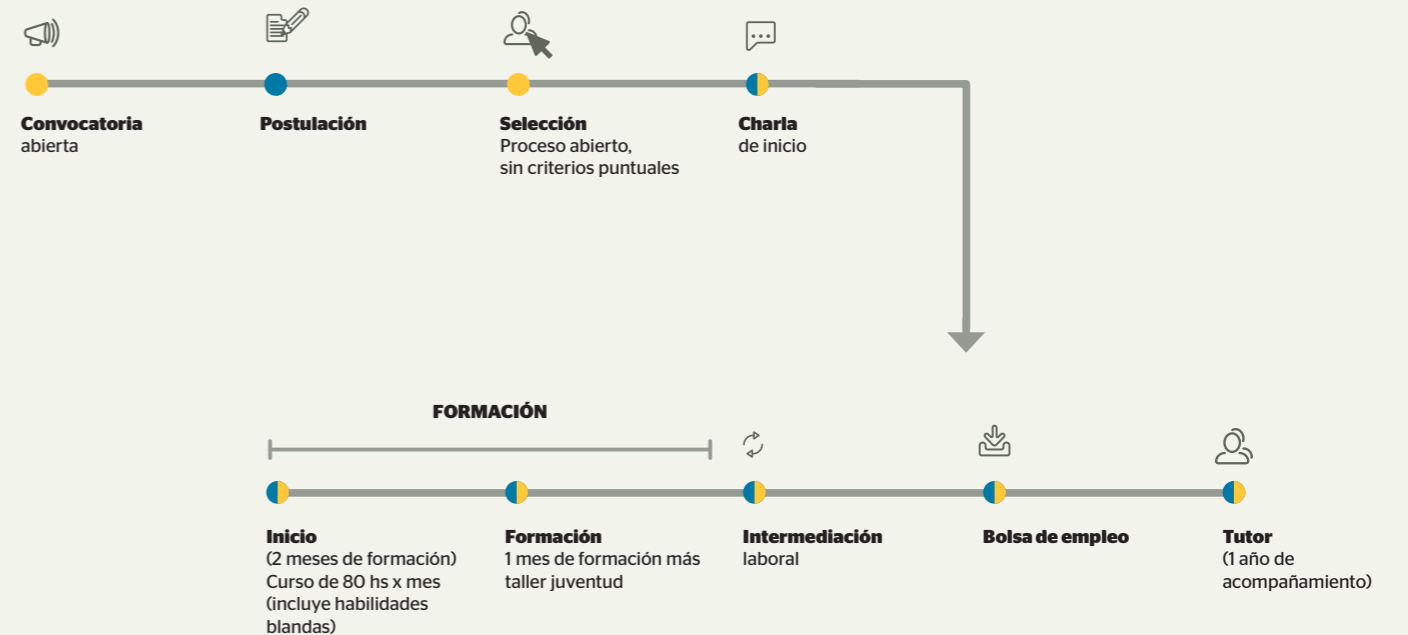 Convocatoria
abierta
Postulación
Selección
Proceso abierto,
sin criterios puntuales
Charla
de inicio
FORMACIÓN
Inicio
(2 meses de formación)
Curso de 80 hs x mes
(incluye habilidades
blandas)
Formación
1 mes de formación más
taller juventud
Intermediación
laboral
Bolsa de empleo
Tutor
(1 año de
acompañamiento)